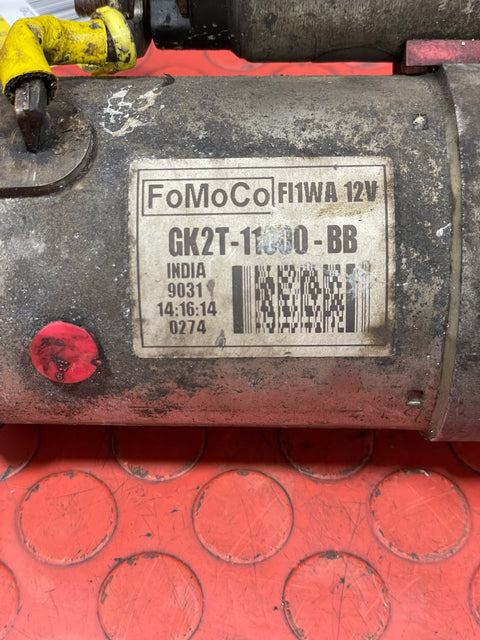 FoMoCo FI1WA 12V
GK2T-11000-BB
INDIA
9031
14:16:14
0274